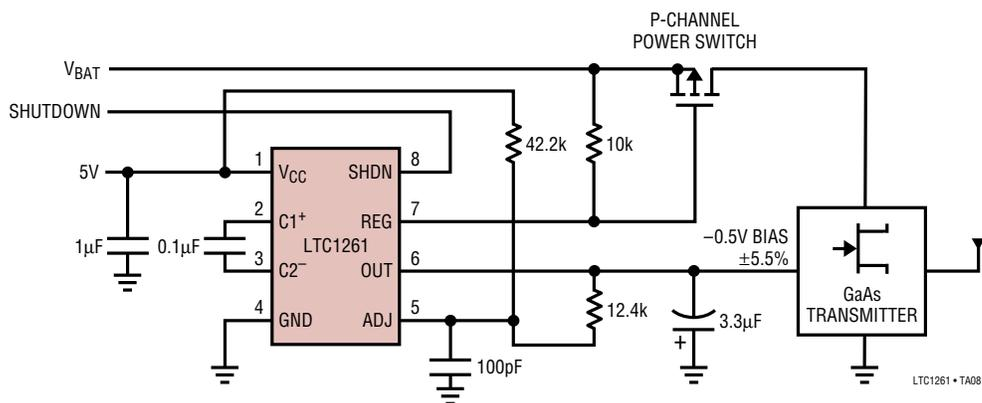 P-CHANNEL
POWER SWITCH
VBAT
SHUTDOWN
42.2k
10k
5V
1
VCC
SHDN
8
2
C1+
REG
7
1µF
0.1µF
LTC1261
–0.5V BIAS
±5.5%
3
C2–
OUT
6
GaAs
TRANSMITTER
4
GND
ADJ
5
12.4k
3.3µF
+
100pF
LTC1261 • TA08